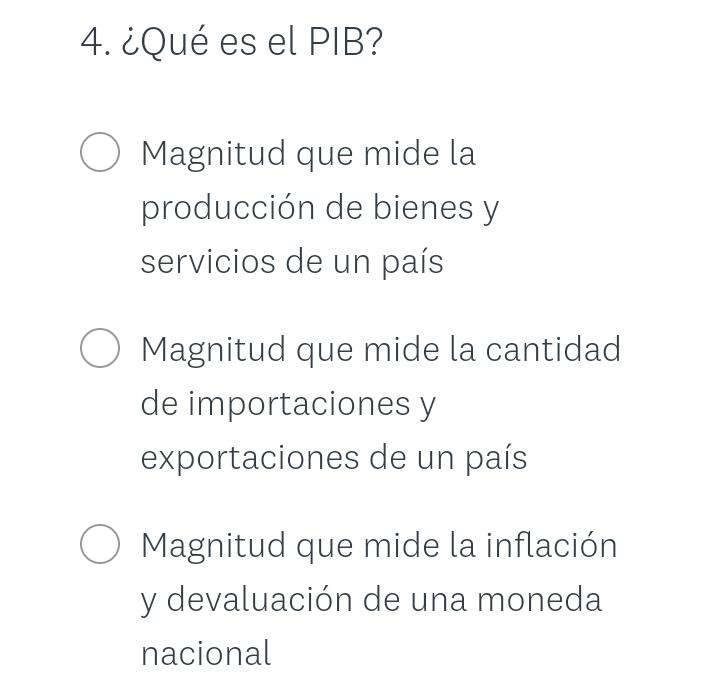 4. ¿Qué es el PIB?
Magnitud que mide la
producción de bienes y
servicios de un país
Magnitud que mide la cantidad
de importaciones y
exportaciones de un país
Magnitud que mide la inflación
y devaluación de una moneda
nacional